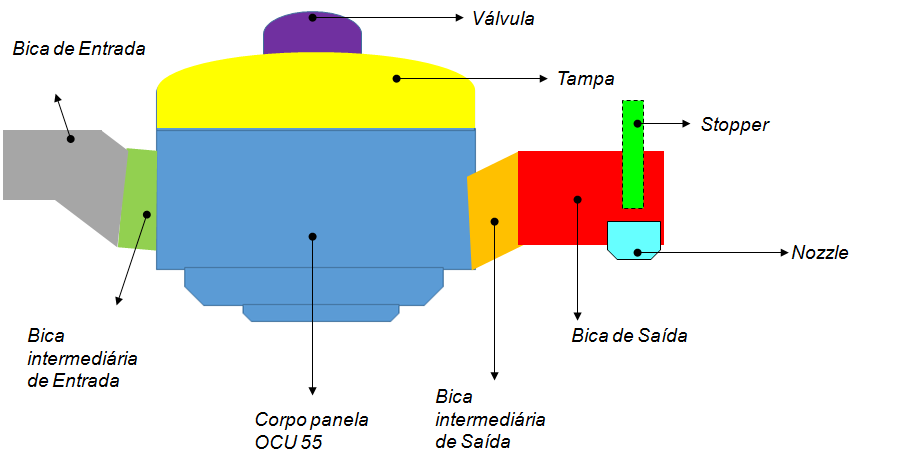 Válvula
Bica de Entrada
Tampa
Stopper
Nozzle
Bica
intermediária
de Entrada
Bica de Saída
Bica
intermediária
de Saída
Corpo panela
OCU 55